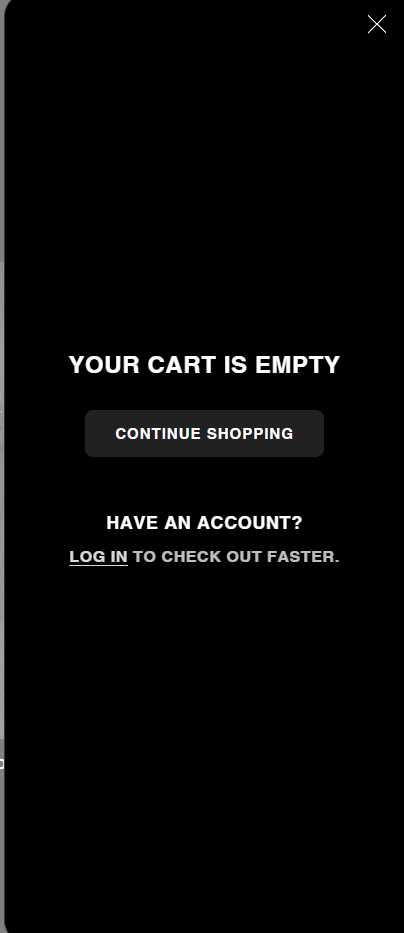 YOUR CART IS EMPTY
CONTINUE SHOPPING
HAVE AN ACCOUNT?
LOG IN TO CHECK OUT FASTER.